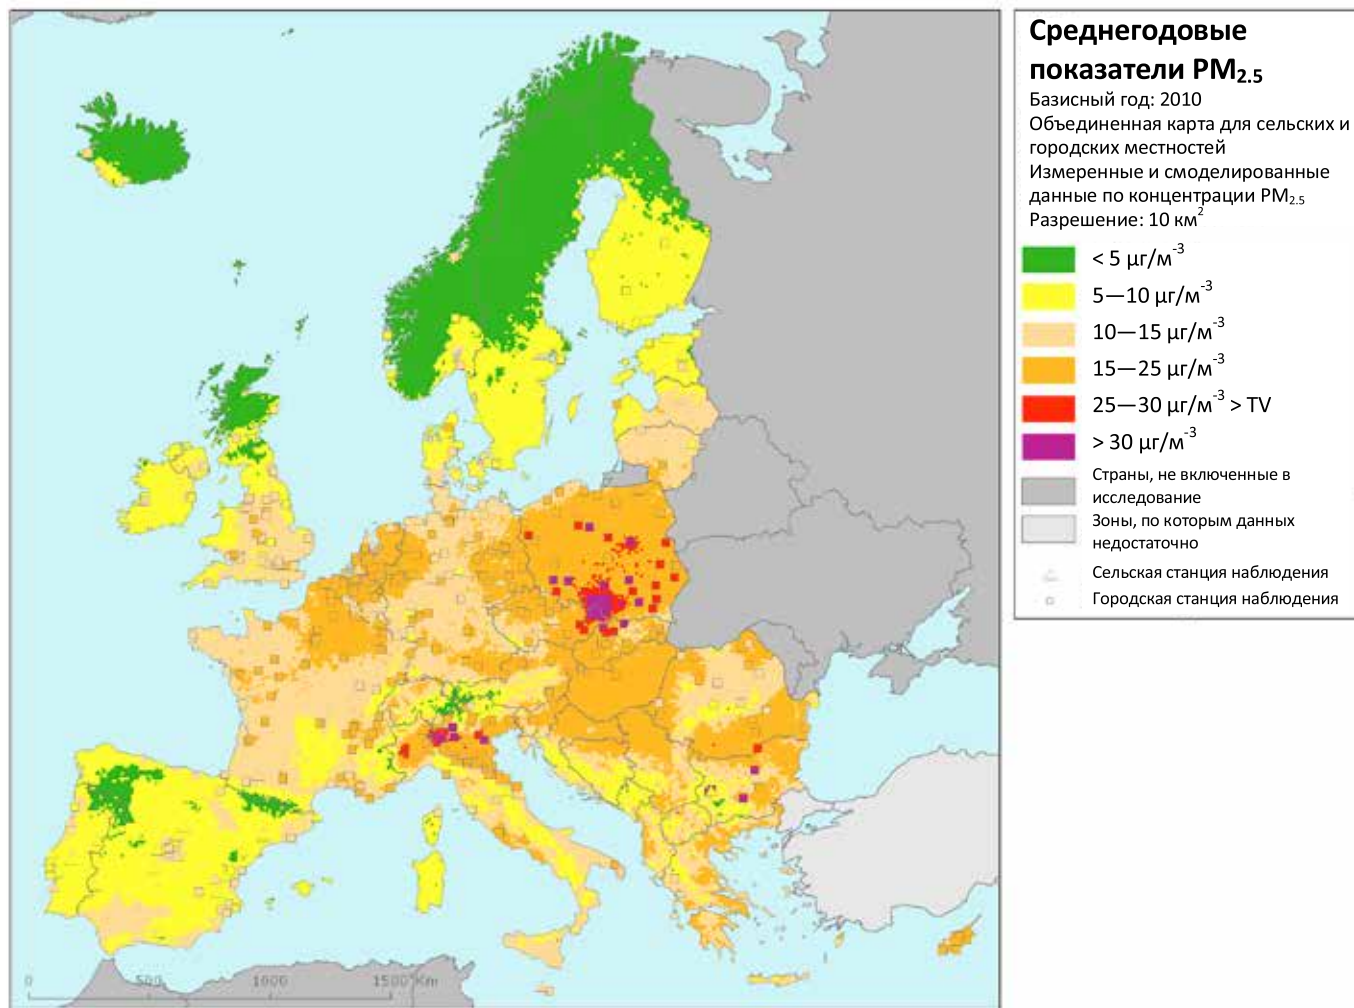 Среднегодовые
показатели PM2.5
Базисный год: 2010
Объединенная карта для сельских и
городских местностей
Измеренные и смоделированные
данные по концентрации PM2.5
Разрешение: 10 км2
< 5 µг/м-3
5—10 µг/м-3
10—15 µг/м-3
15—25 µг/м-3
25—30 µг/м-3 > TV
> 30 µг/м-3
Страны, не включенные в
исследование
Зоны, по которым данных
недостаточно
Сельская станция наблюдения
Городская станция наблюдения
0 500 1000 1500 Km